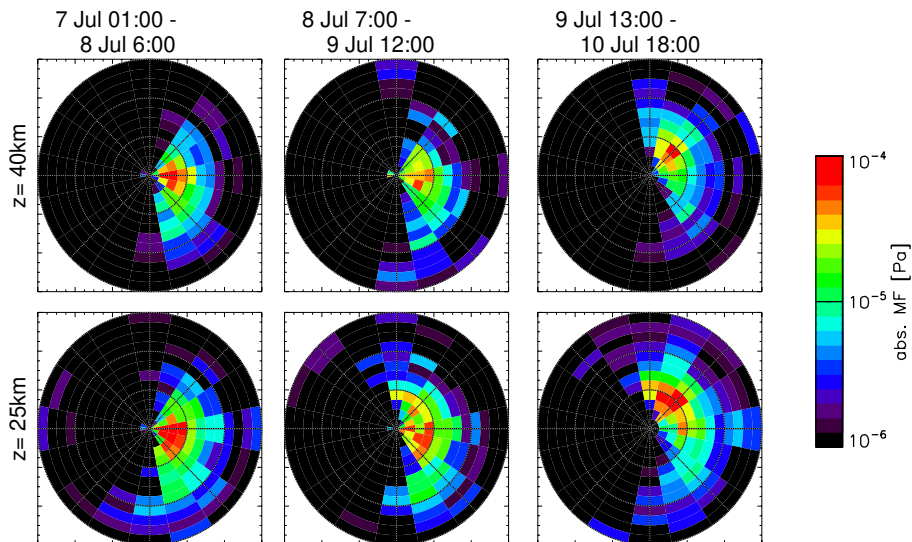 7 Jul 01:00 -
8 Jul 6:00
8 Jul 7:00 -
9 Jul 12:00
9 Jul 13:00 -
10 Jul 18:00
z= 40km
z= 25km
10⁻⁴
10⁻⁵
10⁻⁶
abs. MF [Pa]